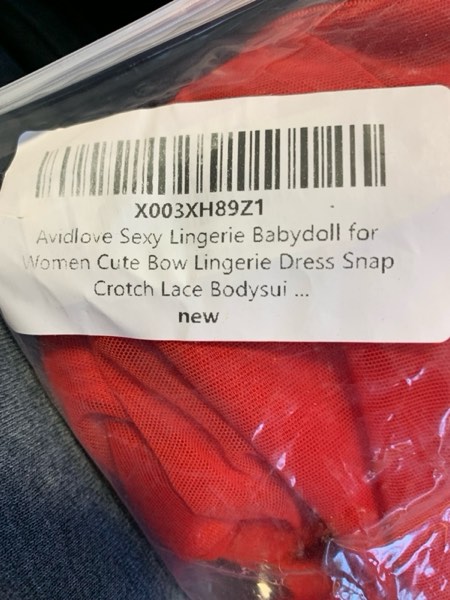 X003XH89Z1
Avidlove Sexy Lingerie Babydoll for
Women Cute Bow Lingerie Dress Snap
Crotch Lace Bodysui ...
new